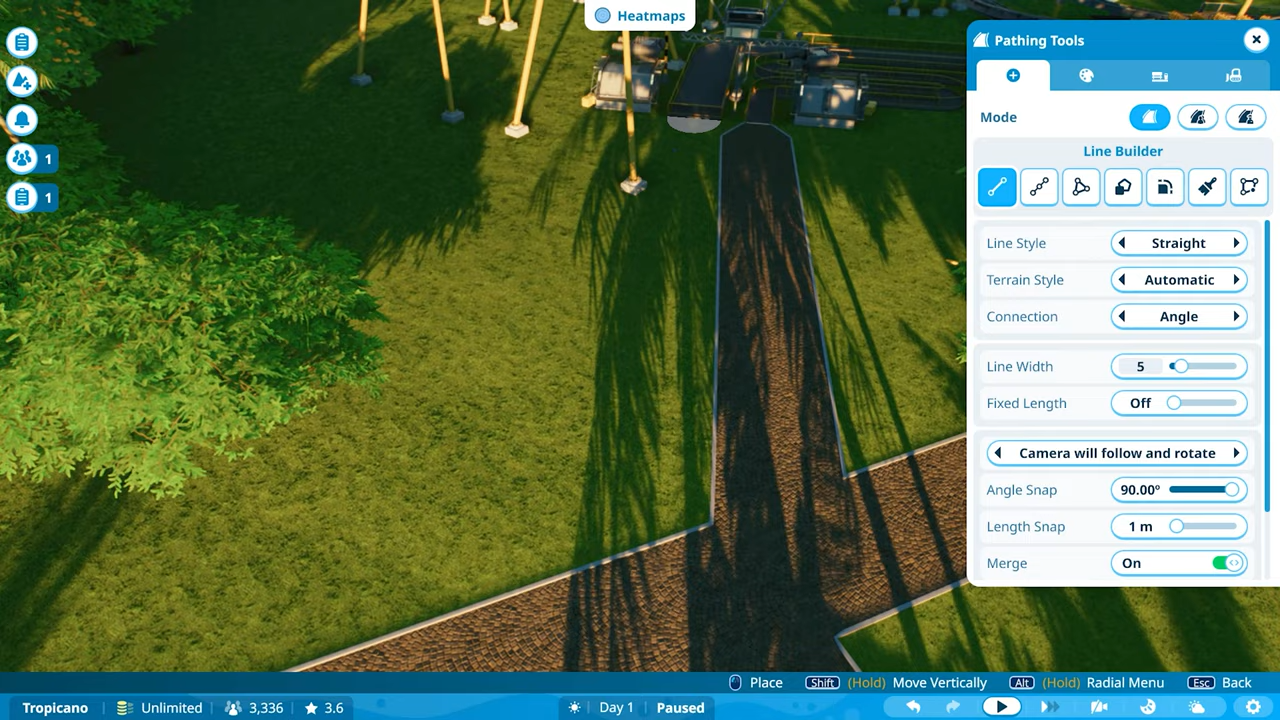 Heatmaps
Pathing Tools
1
1
Mode
Line Builder
Line Style Straight
Terrain Style Automatic
Connection Angle
Line Width 5
Fixed Length Off
Camera will follow and rotate
Angle Snap 90.00º
Length Snap 1 m
Merge On
Place Shift (Hold) Move Vertically Alt (Hold) Radial Menu Esc Back
Tropicano Unlimited 3,336 3.6 Day 1 Paused